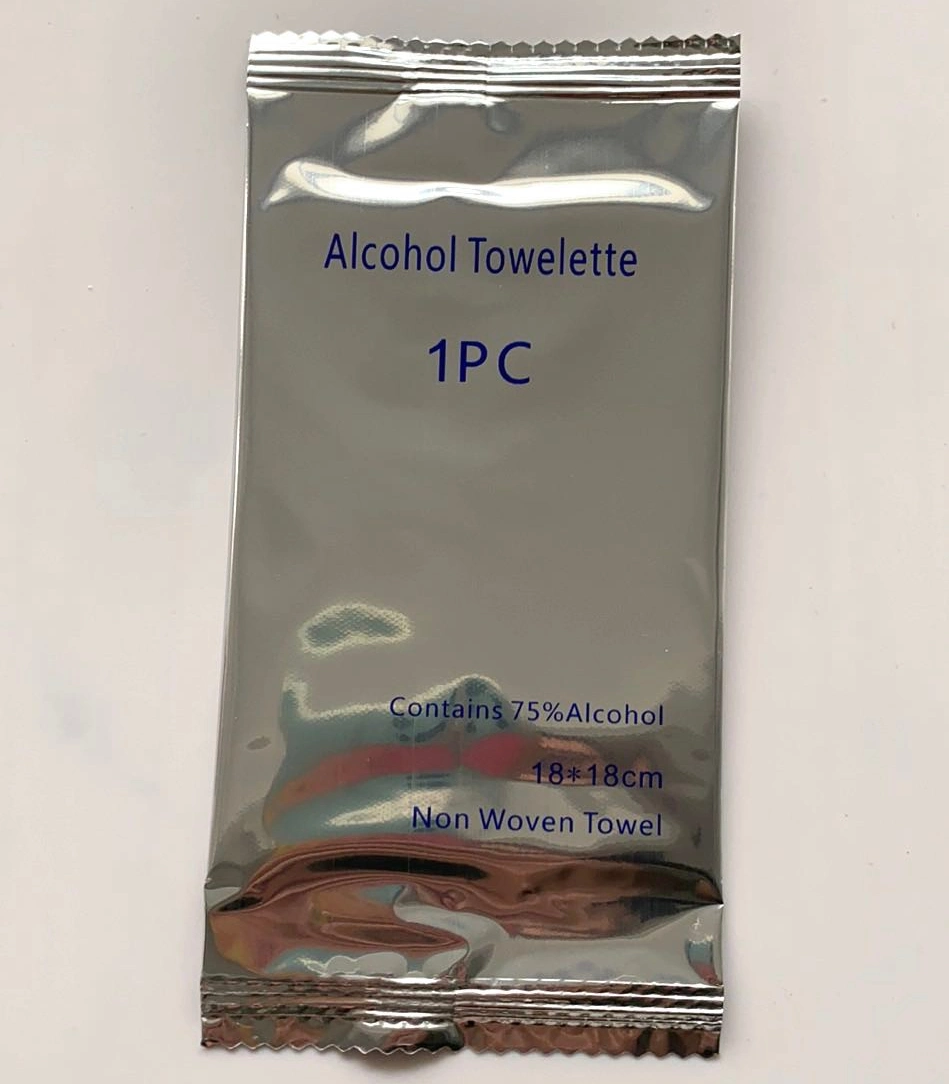 Alcohol Towelette
1PC
Contains 75%Alcohol
18*18cm
Non Woven Towel